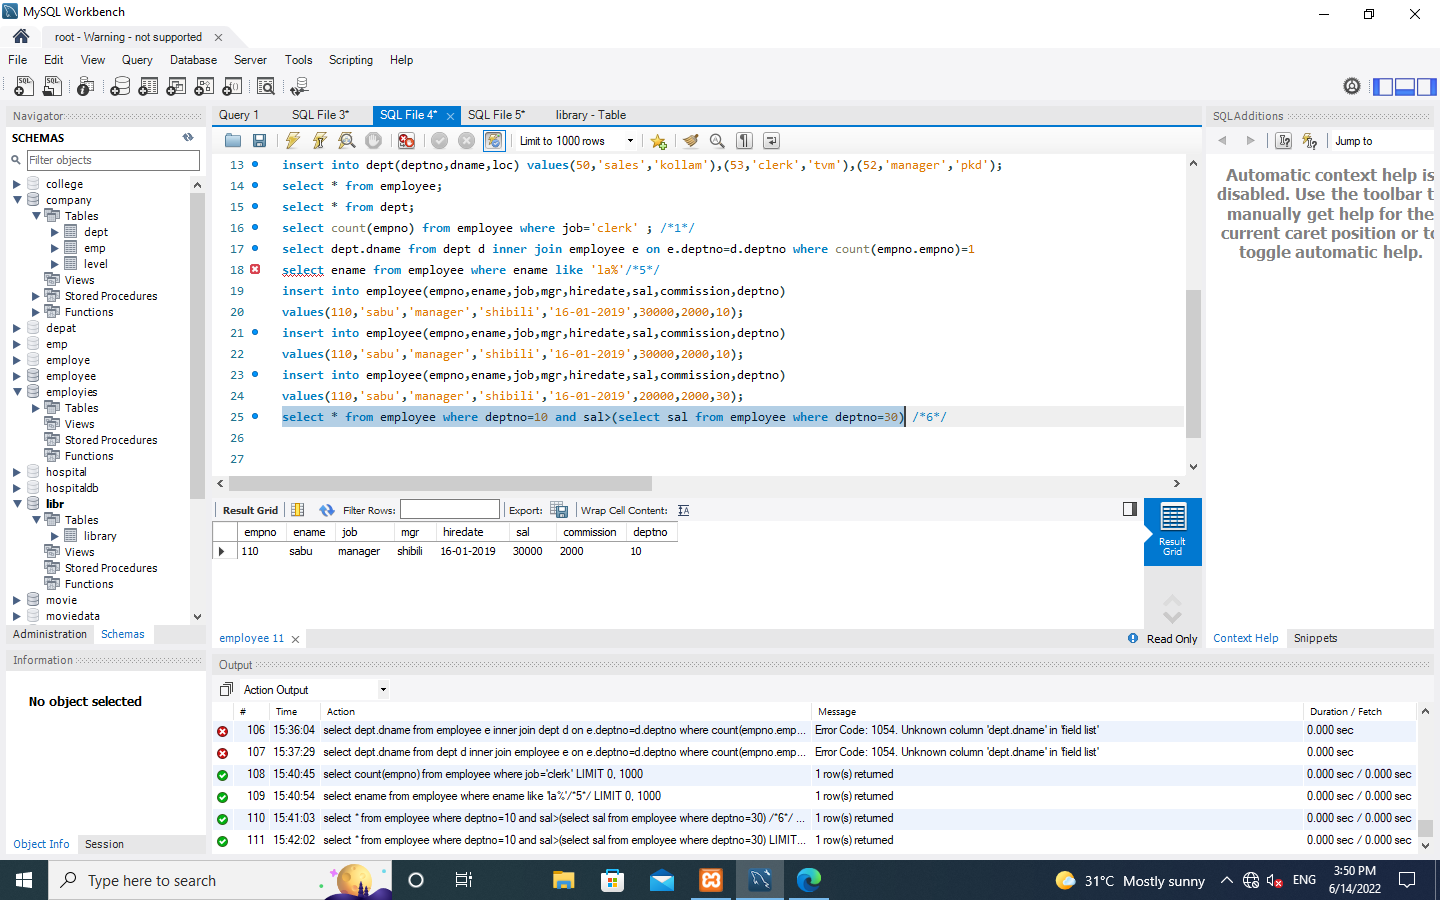 MySQL Workbench
root - Warning - not supported
File Edit View Query Database Server Tools Scripting Help
Navigator
SCHEMAS
Filter objects
college
company
Tables
dept
emp
level
Views
Stored Procedures
Functions
depat
emp
employe
employee
employies
Tables
Views
Stored Procedures
Functions
hospital
hospitaldb
libr
Tables
library
Views
Stored Procedures
Functions
movie
moviedata
Administration Schemas
Information
No object selected
Object Info Session
Query 1 SQL File 3* SQL File 4* SQL File 5* library - Table
Limit to 1000 rows
13 insert into dept(deptno,dname,loc) values(50,'sales','kollam'),(53,'clerk','tvm'),(52,'manager','pkd');
14 select * from employee;
15 select * from dept;
16 select count(empno) from employee where job='clerk' ; /*1*/
17 select dept.dname from dept d inner join employee e on e.deptno=d.deptno where count(empno.empno)=1
18 select ename from employee where ename like 'la%'/*5*/
19 insert into employee(empno,ename,job,mgr,hiredate,sal,commission,deptno)
20 values(110,'sabu','manager','shibili','16-01-2019',30000,2000,10);
21 insert into employee(empno,ename,job,mgr,hiredate,sal,commission,deptno)
22 values(110,'sabu','manager','shibili','16-01-2019',30000,2000,10);
23 insert into employee(empno,ename,job,mgr,hiredate,sal,commission,deptno)
24 values(110,'sabu','manager','shibili','16-01-2019',20000,2000,30);
25 select * from employee where deptno=10 and sal>(select sal from employee where deptno=30) /*6*/
26
27
Result Grid Filter Rows: Export: Wrap Cell Content:
empno ename job mgr hiredate sal commission deptno
110 sabu manager shibili 16-01-2019 30000 2000 10
Result
Grid
employee 11
Read Only
SQLAdditions
Jump to
Automatic context help is
disabled. Use the toolbar t
manually get help for the
current caret position or to
toggle automatic help.
Context Help Snippets
Output
Action Output
# Time Action Message Duration / Fetch
106 15:36:04 select dept.dname from employee e inner join dept d on e.deptno=d.deptno where count(empno.emp... Error Code: 1054. Unknown column 'dept.dname' in 'field list' 0.000 sec
107 15:37:29 select dept.dname from dept d inner join employee e on e.deptno=d.deptno where count(empno.emp... Error Code: 1054. Unknown column 'dept.dname' in 'field list' 0.000 sec
108 15:40:45 select count(empno) from employee where job='clerk' LIMIT 0, 1000 1 row(s) returned 0.000 sec / 0.000 sec
109 15:40:54 select ename from employee where ename like 'la%'/*5*/ LIMIT 0, 1000 1 row(s) returned 0.000 sec / 0.000 sec
110 15:41:03 select * from employee where deptno=10 and sal>(select sal from employee where deptno=30) /*6*/ ... 1 row(s) returned 0.000 sec / 0.000 sec
111 15:42:02 select * from employee where deptno=10 and sal>(select sal from employee where deptno=30) LIMIT... 1 row(s) returned 0.000 sec / 0.000 sec
Type here to search
31°C Mostly sunny
ENG
3:50 PM
6/14/2022